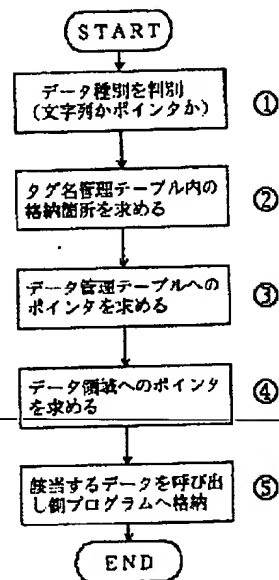 START
データ種別を判別
(文字列かポインタか)
①
タグ名管理テーブル内の
格納箇所を求める
②
データ管理テーブルへの
ポインタを求める
③
データ領域へのポインタ
を求める
④
該当するデータを呼び出
し側プログラムへ格納
⑤
END